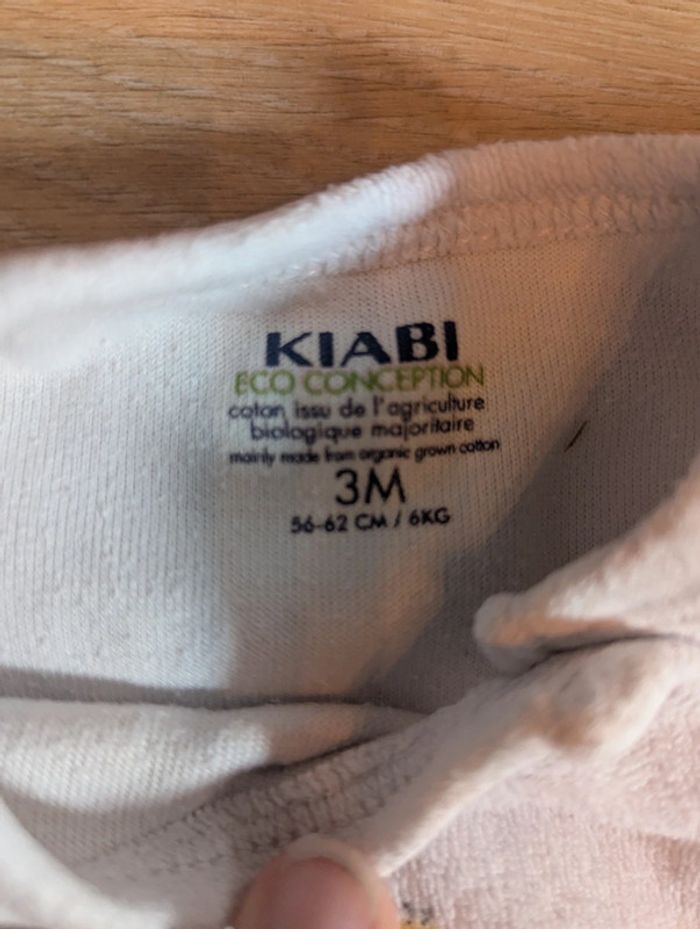 KIABI
ECO CONCEPTION
coton issu de l'agriculture
biologique majoritaire
mainly made from organic grown cotton
3M
56-62 CM / 6KG